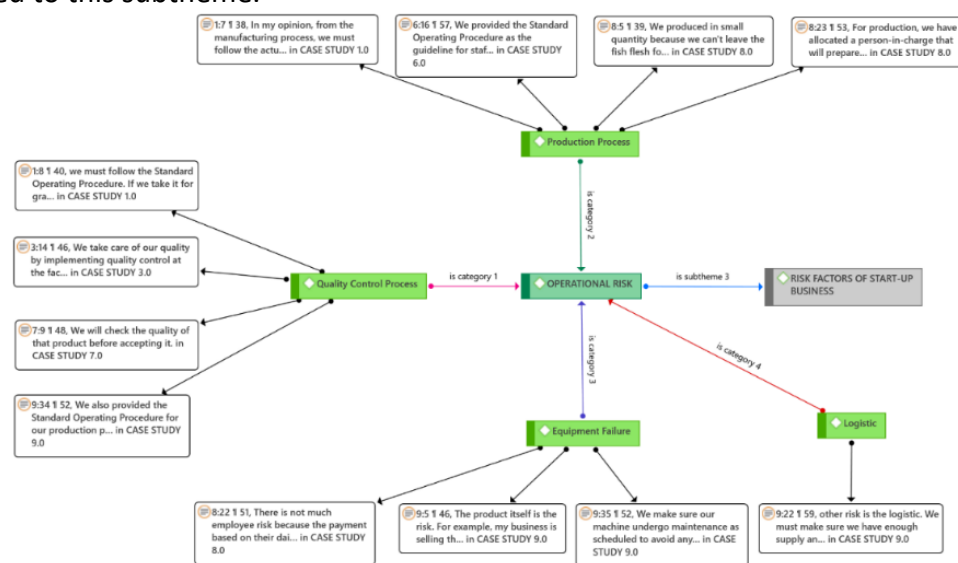 ed to this subtheme.
1:7 ¶ 38, In my opinion, from the
manufacturing process, we must
follow the actu... in CASE STUDY 1.0
6:16 ¶ 57, We provided the Standard
Operating Procedure as the
guideline for staf... in CASE STUDY
6.0
8:5 ¶ 39, We produced in small
quantity because we can't leave the
fish flesh fo... in CASE STUDY 8.0
8:23 ¶ 53, For production, we have
allocated a person-in-charge that
will prepare... in CASE STUDY 8.0
Production Process
is category 2
1:8 ¶ 40, we must follow the Standard
Operating Procedure. If we take it for
gra... in CASE STUDY 1.0
3:14 ¶ 46, We take care of our quality
by implementing quality control at
the fac... in CASE STUDY 3.0
7:9 ¶ 48, We will check the quality of
that product before accepting it. in
CASE STUDY 7.0
9:34 ¶ 52, We also provided the
Standard Operating Procedure for
our production p... in CASE STUDY
9.0
Quality Control Process
is category 1
OPERATIONAL RISK
is subtheme 3
RISK FACTORS OF START-UP
BUSINESS
is category 3
is category 4
Equipment Failure
Logistic
8:22 ¶ 51, There is not much
employee risk because the payment
based on their dai... in CASE STUDY
8.0
9:5 ¶ 46, The product itself is the
risk. For example, my business is
selling th... in CASE STUDY 9.0
9:35 ¶ 52, We make sure our
machine undergo maintenance as
scheduled to avoid any... in CASE
STUDY 9.0
9:22 ¶ 59, other risk is the logistic. We
must make sure we have enough
supply an... in CASE STUDY 9.0